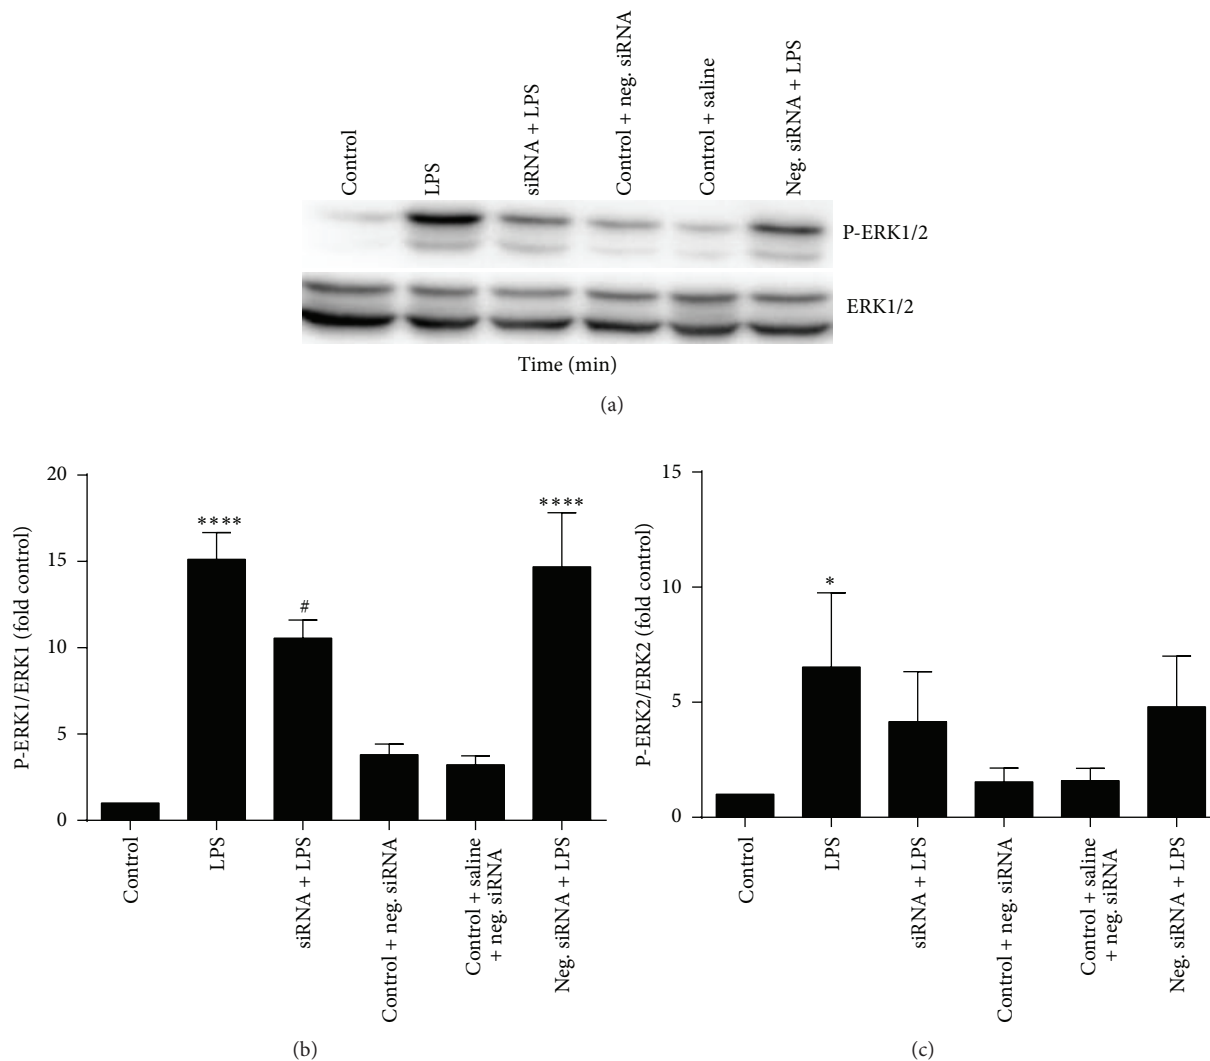 Control
LPS
siRNA + LPS
Control + neg. siRNA
Control + saline
Neg. siRNA + LPS
P-ERK1/2
ERK1/2
Time (min)
(a)
P-ERK1/ERK1 (fold control)
20
15
10
5
0
****
#
****
Control
LPS
siRNA + LPS
Control + neg. siRNA
Control + saline
+ neg. siRNA
Neg. siRNA + LPS
(b)
P-ERK2/ERK2 (fold control)
15
10
5
0
*
Control
LPS
siRNA + LPS
Control + neg. siRNA
Control + saline
+ neg. siRNA
Neg. siRNA + LPS
(c)